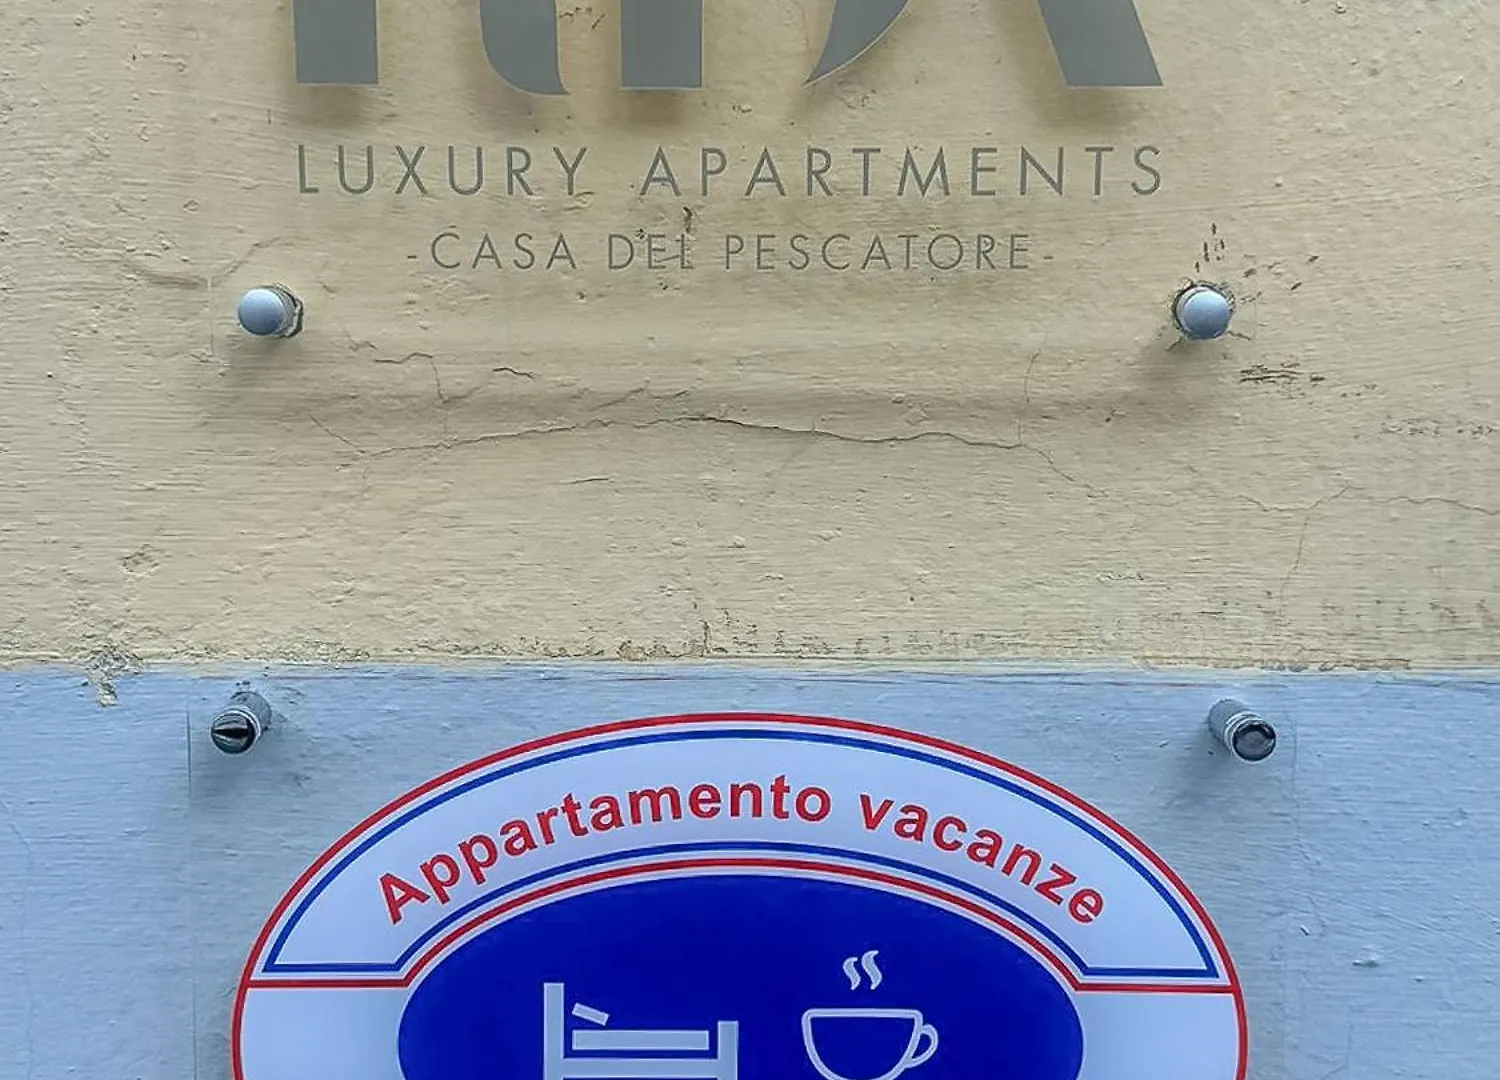 LUXURY APARTMENTS
-CASA DEL PESCATORE-
Appartamento vacanze